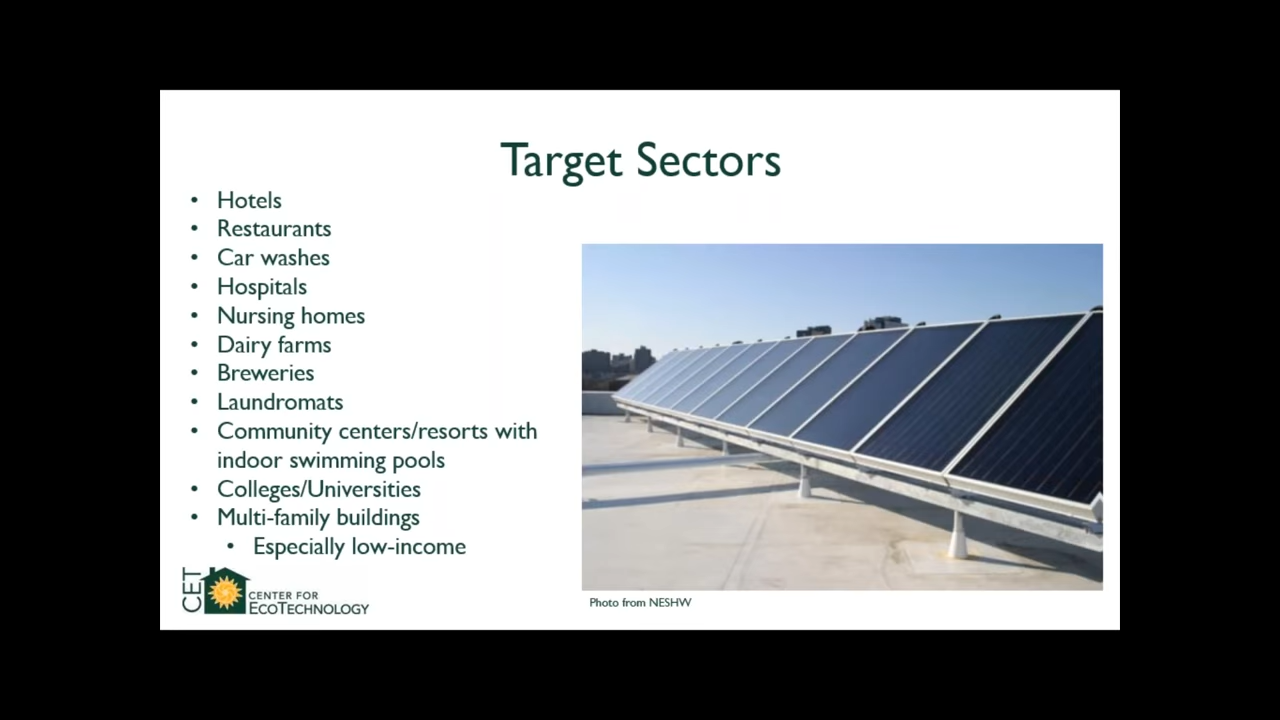 Target Sectors
• Hotels
• Restaurants
• Car washes
• Hospitals
• Nursing homes
• Dairy farms
• Breweries
• Laundromats
• Community centers/resorts with
indoor swimming pools
• Colleges/Universities
• Multi-family buildings
• Especially low-income
CET
CENTER FOR
ECOTECHNOLOGY
Photo from NESHW